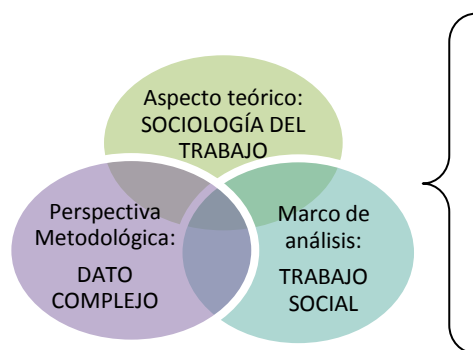 Aspecto teórico:
SOCIOLOGÍA DEL
TRABAJO
Perspectiva
Metodológica:
DATO
COMPLEJO
Marco de
análisis:
TRABAJO
SOCIAL